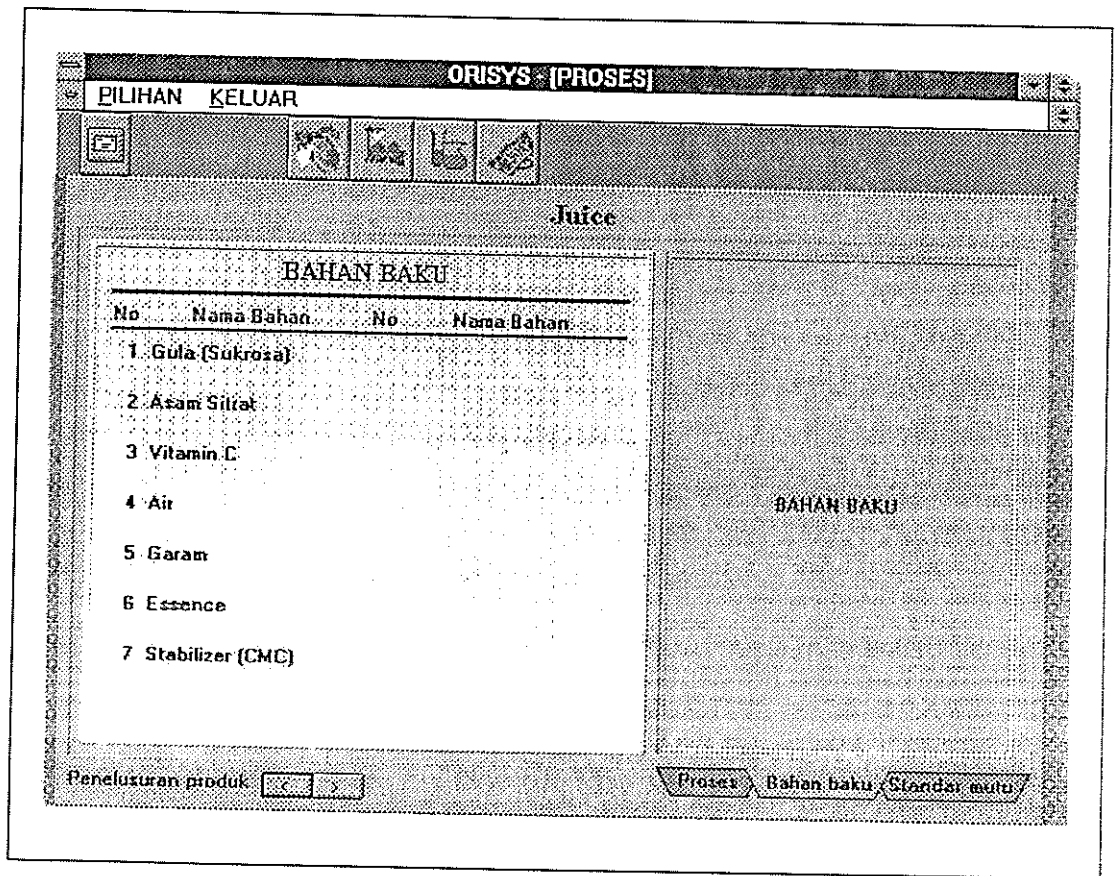 ORISYS - [PROSES]
PILIHAN KELUAR
Juice
BAHAN BAKU
No Nama Bahan No Nama Bahan
1 Gula (Sukrosa)
2 Asam Sitrat
3 Vitamin C
4 Air
5 Garam
6 Essence
7 Stabilizer (CMC)
BAHAN BAKU
Penelusuran produk < >
Proses Bahan baku Standar mutu